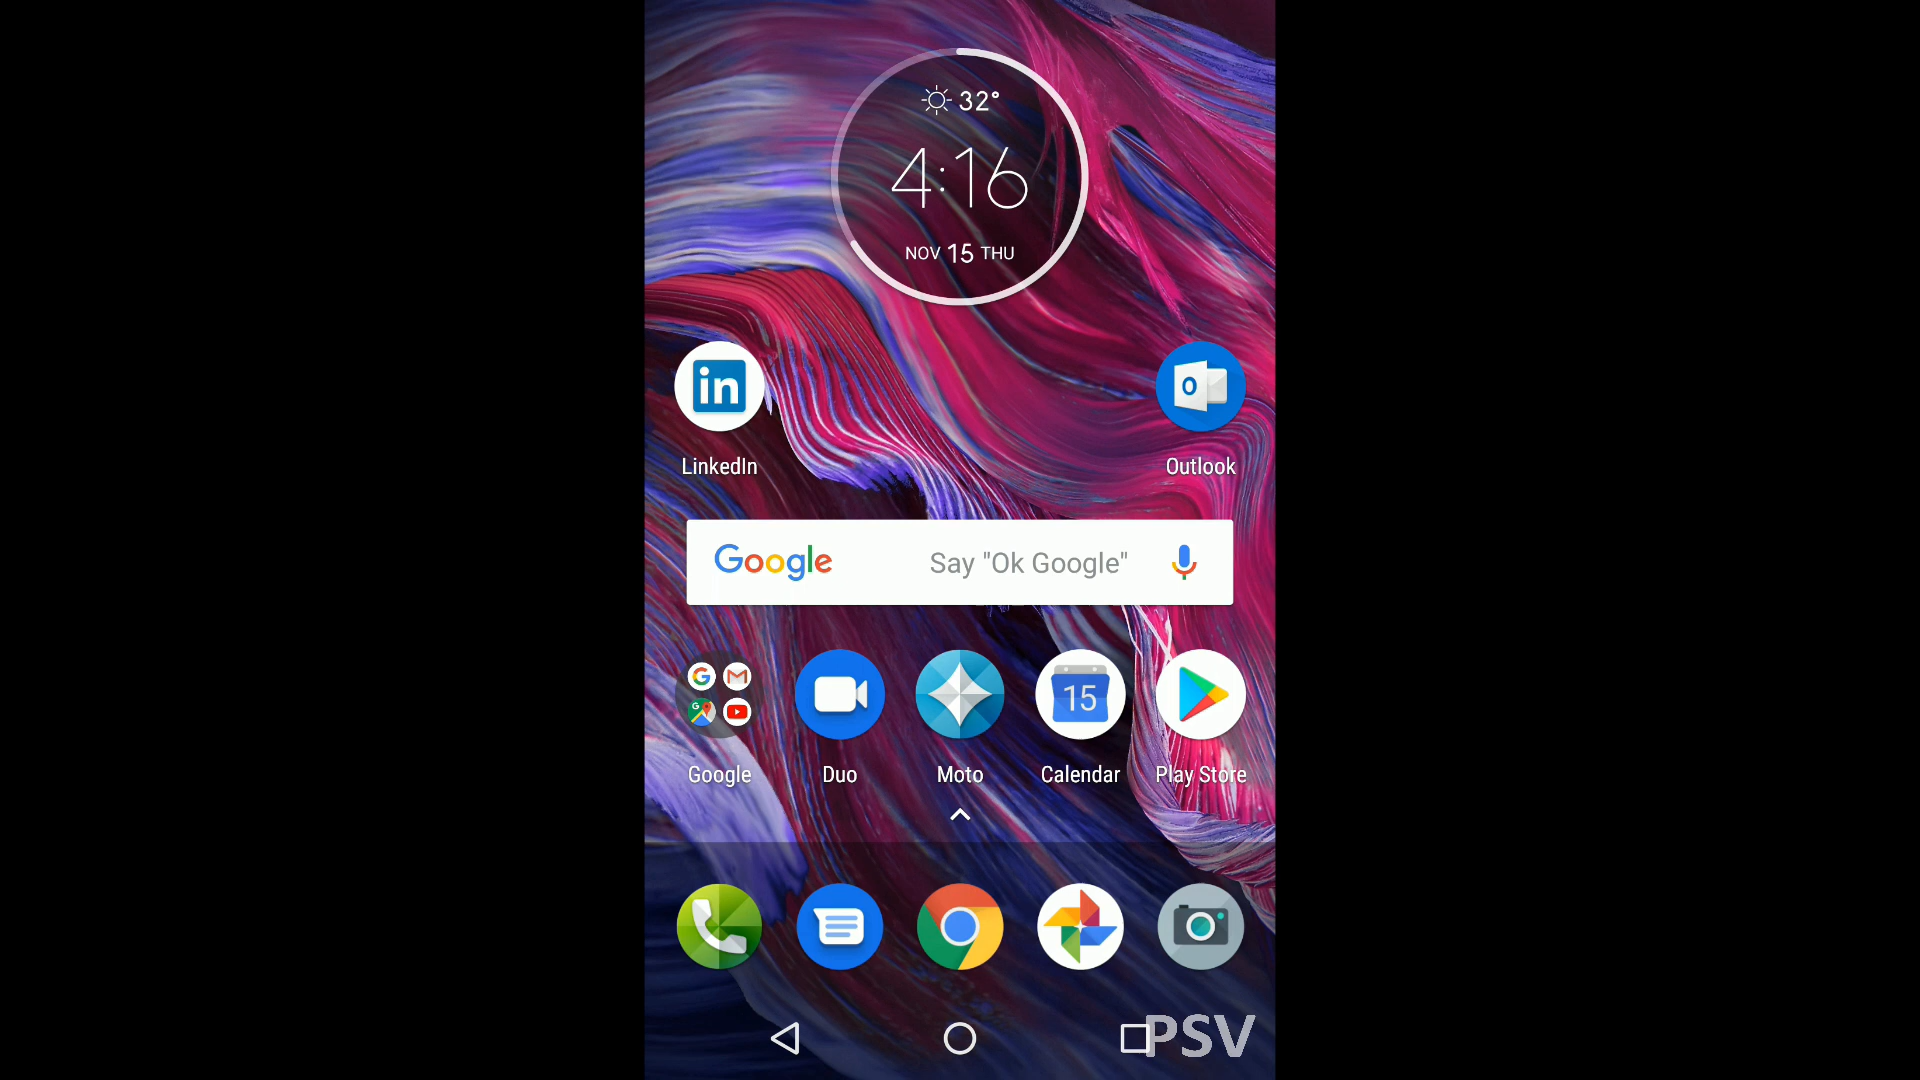 32°
4:16
NOV 15 THU
LinkedIn
Outlook
Google Say "Ok Google"
15
Google Duo Moto Calendar Play Store
PSV